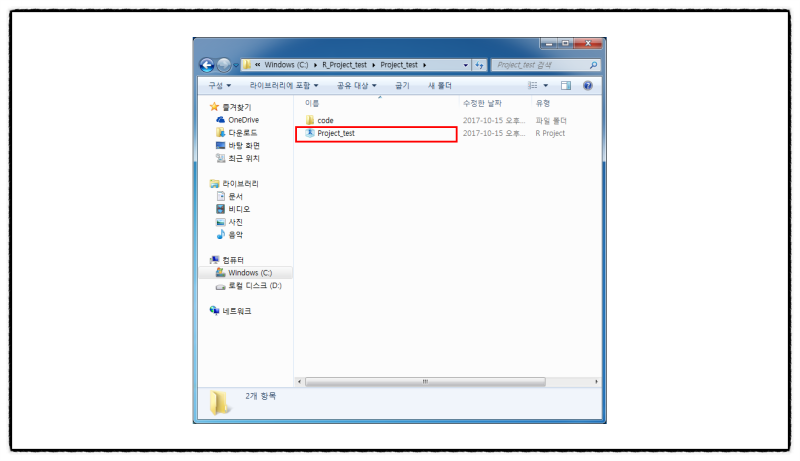 « Windows (C:) ▸ R_Project_test ▸ Project_test ▸ Project_test 검색
구성 ▼ 라이브러리에 포함 ▼ 공유 대상 ▼ 굽기 새 폴더
이름 수정한 날짜 유형
code 2017-10-15 오후... 파일 폴더
Project_test 2017-10-15 오후... R Project
즐겨찾기
OneDrive
다운로드
바탕 화면
최근 위치
라이브러리
문서
비디오
사진
음악
컴퓨터
Windows (C:)
로컬 디스크 (D:)
네트워크
2개 항목